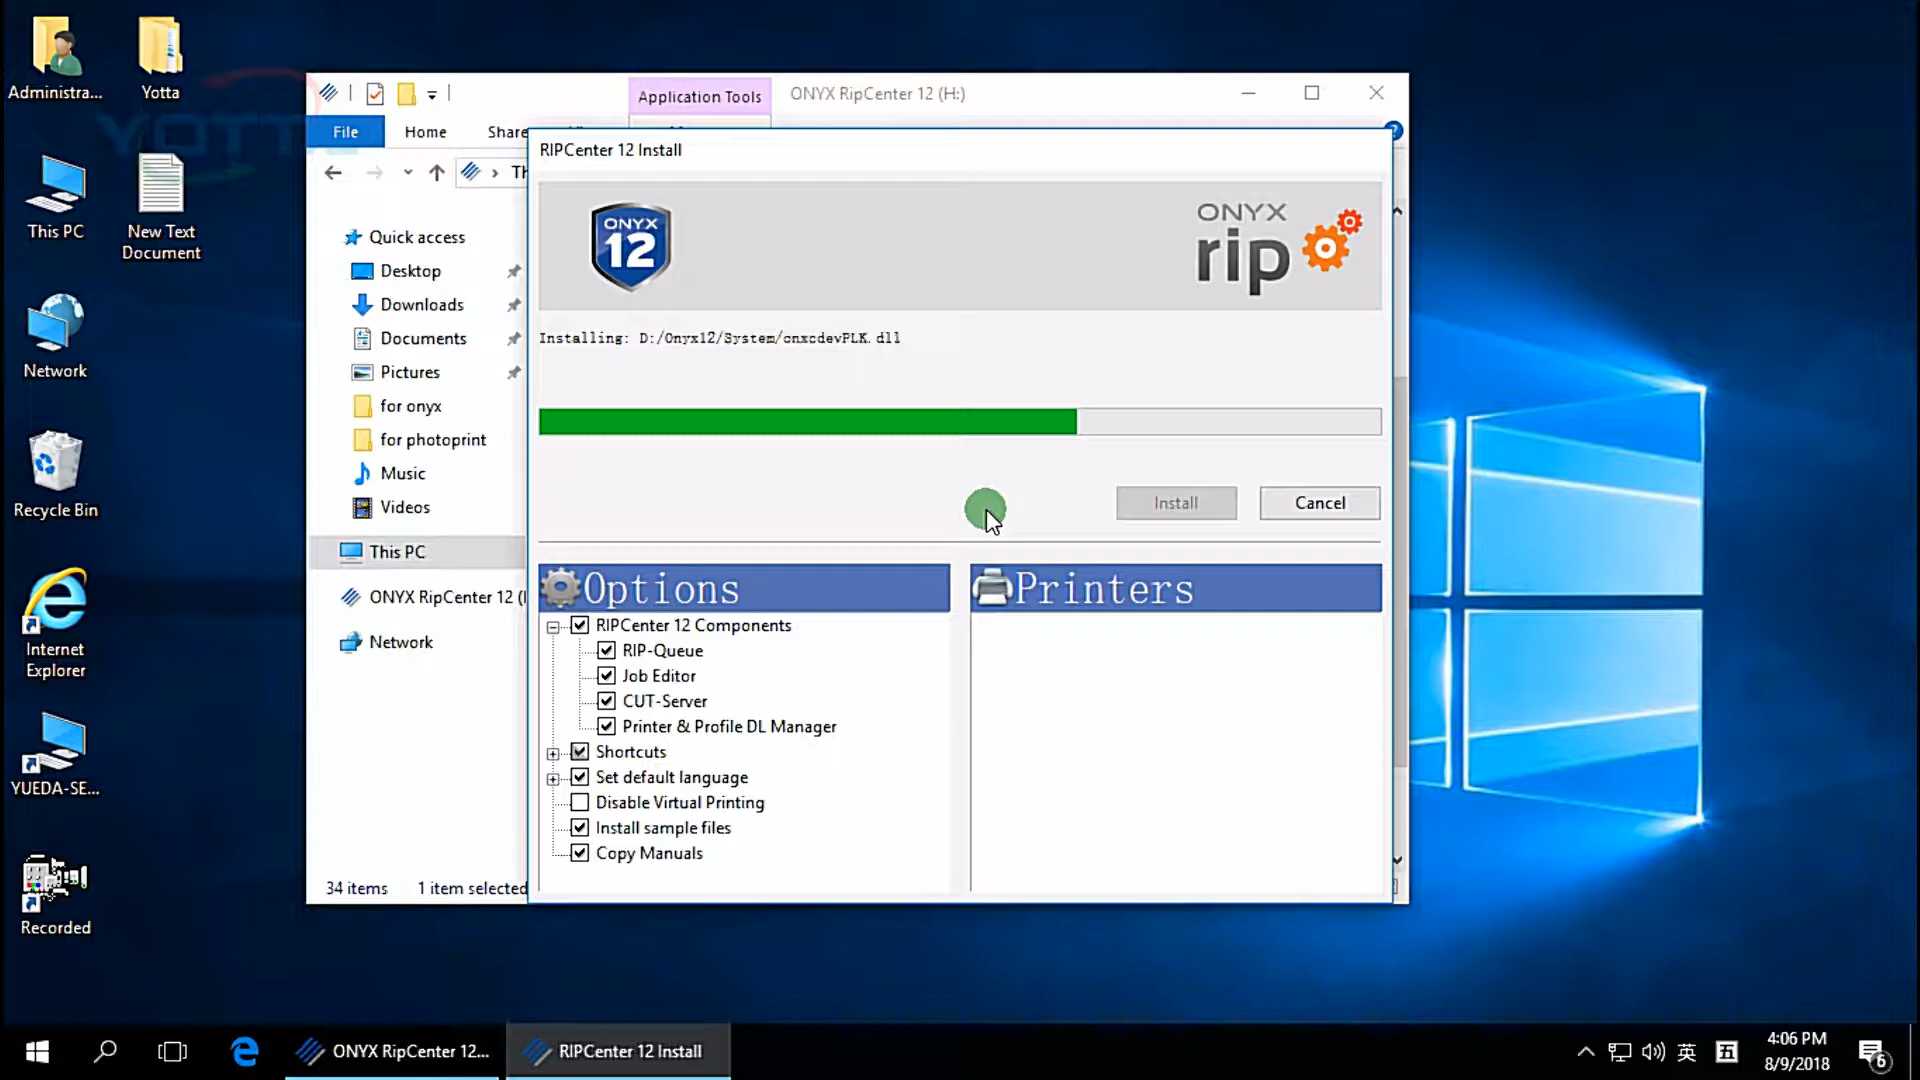 Administra...
Yotta
YOTT
This PC
New Text
Document
Network
Recycle Bin
Internet
Explorer
YUEDA-SE...
Recorded
Application Tools
ONYX RipCenter 12 (H:)
File
Home
Share
Quick access
Desktop
Downloads
Documents
Pictures
for onyx
for photoprint
Music
Videos
This PC
ONYX RipCenter 12 (
Network
34 items
1 item selected
RIPCenter 12 Install
ONYX
12
ONYX
rip
Installing: D:/Onyx12/System/onxcdevPLK.dll
Install
Cancel
Options
RIPCenter 12 Components
RIP-Queue
Job Editor
CUT-Server
Printer & Profile DL Manager
Shortcuts
Set default language
Disable Virtual Printing
Install sample files
Copy Manuals
Printers
ONYX RipCenter 12...
RIPCenter 12 Install
英
五
4:06 PM
8/9/2018
6